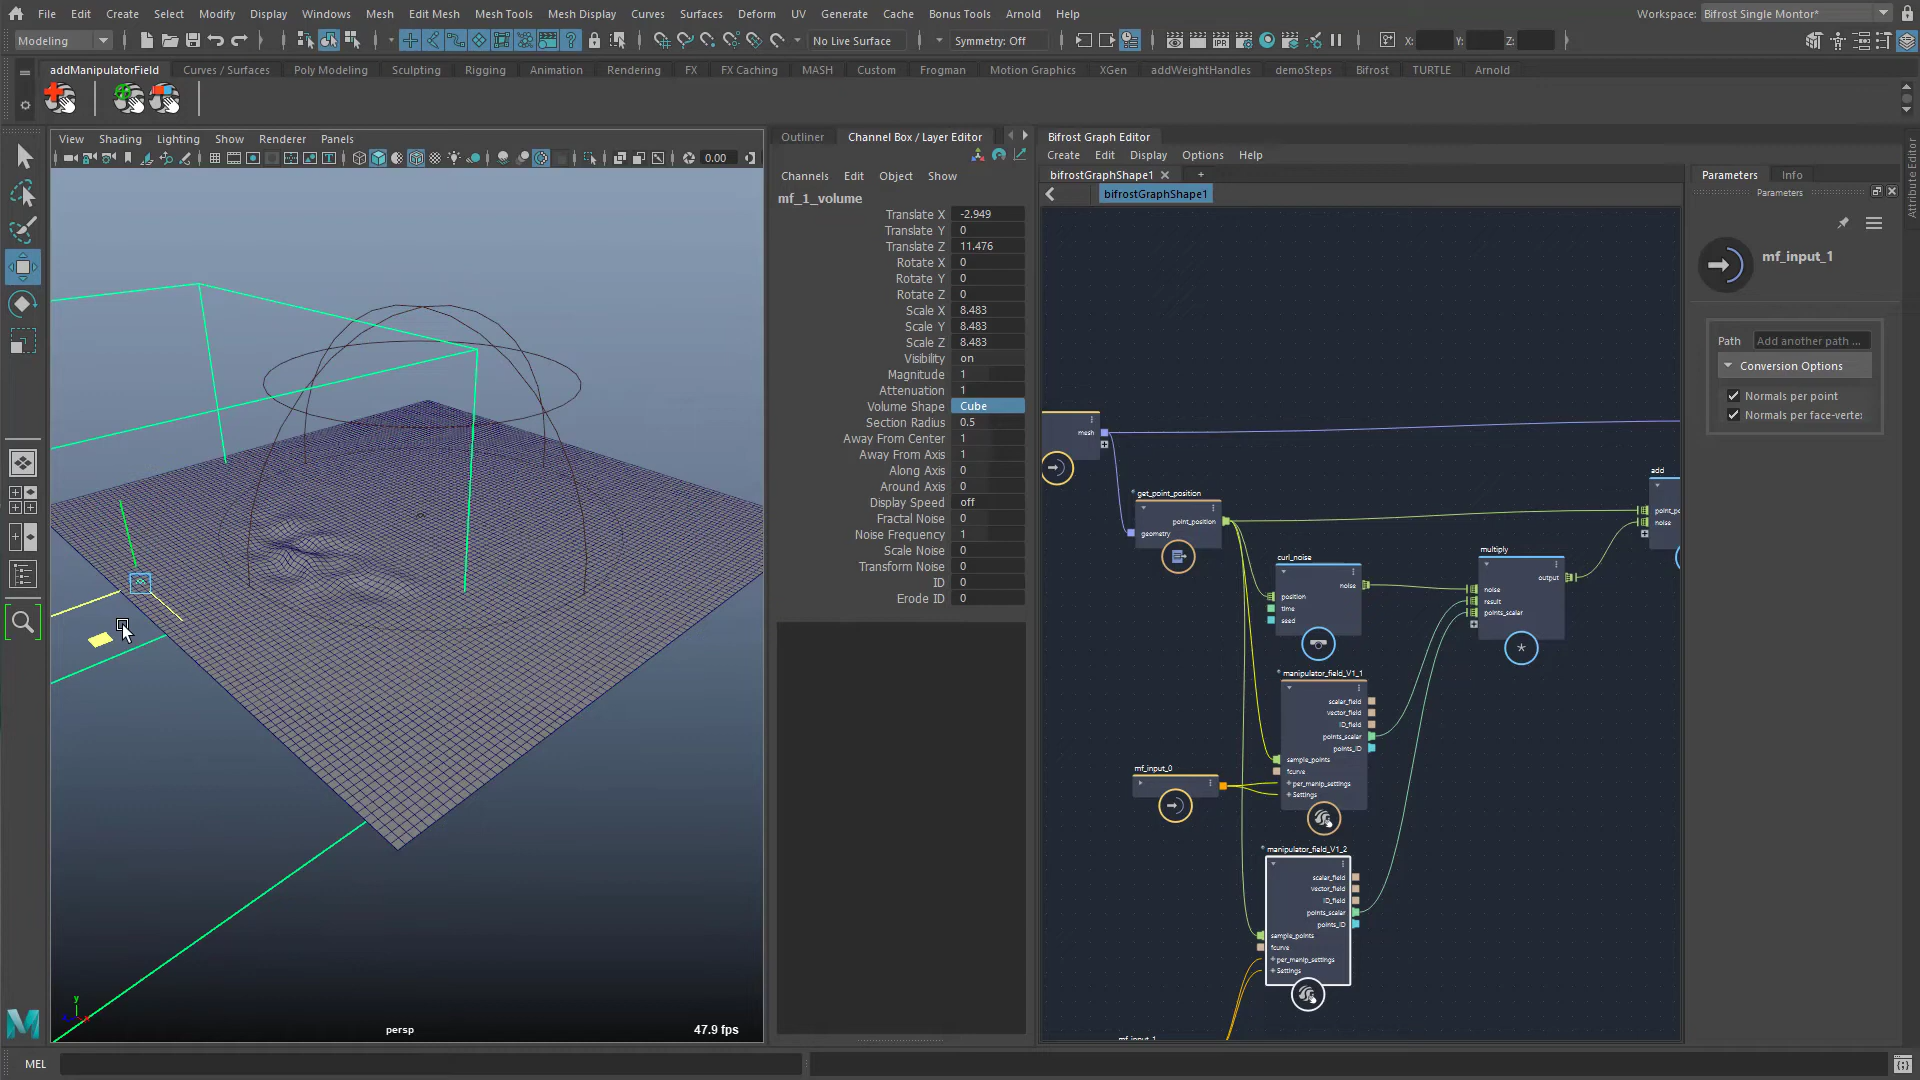 File Edit Create Select Modify Display Windows Mesh Edit Mesh Mesh Tools Mesh Display Curves Surfaces Deform UV Generate Cache Bonus Tools Arnold Help
Workspace: Bifrost Single Montor*
Modeling
No Live Surface
Symmetry: Off
X: Y: Z:
addManipulatorField Curves / Surfaces Poly Modeling Sculpting Rigging Animation Rendering FX FX Caching MASH Custom Frogman Motion Graphics XGen addWeightHandles demoSteps Bifrost TURTLE Arnold
View Shading Lighting Show Renderer Panels
0.00
persp
47.9 fps
Outliner Channel Box / Layer Editor
Channels Edit Object Show
mf_1_volume
Translate X -2.949
Translate Y 0
Translate Z 11.476
Rotate X 0
Rotate Y 0
Rotate Z 0
Scale X 8.483
Scale Y 8.483
Scale Z 8.483
Visibility on
Magnitude 1
Attenuation 1
Volume Shape Cube
Section Radius 0.5
Away From Center 1
Away From Axis 1
Along Axis 0
Around Axis 0
Display Speed off
Fractal Noise 0
Noise Frequency 1
Scale Noise 0
Transform Noise 0
ID 0
Erode ID 0
Bifrost Graph Editor
Create Edit Display Options Help
bifrostGraphShape1
bifrostGraphShape1
mesh
get_point_position
point_position
geometry
curl_noise
noise
position
time
seed
multiply
output
noise
result
points_scalar
add
point_pc
noise
manipulator_field_V1_1
scalar_field
vector_field
ID_field
points_scalar
points_ID
sample_points
fcurve
per_manip_settings
Settings
mf_input_0
manipulator_field_V1_2
scalar_field
vector_field
ID_field
points_scalar
points_ID
sample_points
fcurve
per_manip_settings
Settings
mf_input_1
Parameters Info
Parameters
mf_input_1
Path Add another path ...
Conversion Options
Normals per point
Normals per face-verte:
Attribute Editor
MEL